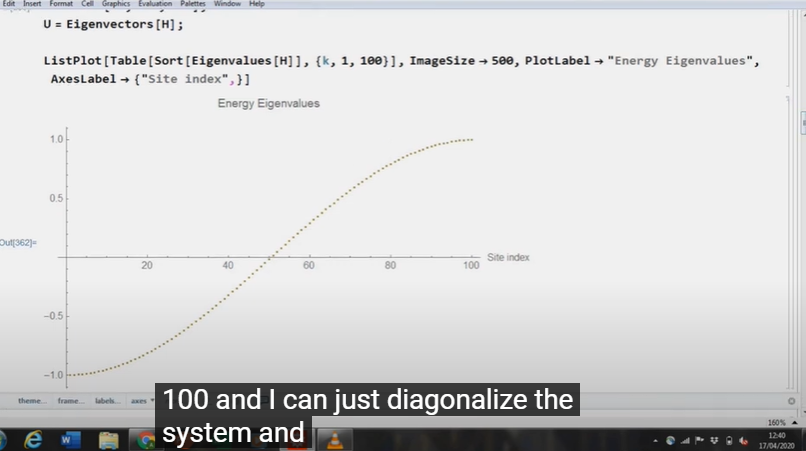 Edit Insert Format Cell Graphics Evaluation Palettes Window Help
U = Eigenvectors[H];
ListPlot[Table[Sort[Eigenvalues[H]], {k, 1, 100}], ImageSize → 500, PlotLabel → "Energy Eigenvalues",
AxesLabel → {"Site index",}]
Energy Eigenvalues
1.0
0.5
Out[362]=
20 40 60 80 100 Site index
-0.5
-1.0
theme... frame... labels... axes
100 and I can just diagonalize the
system and
160%
12:40
17/04/2020